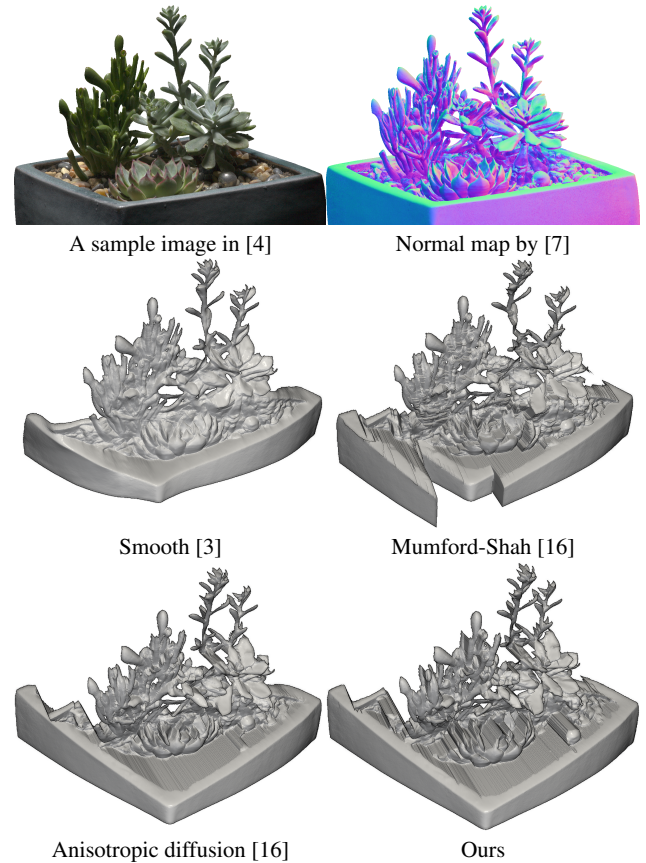 A sample image in [4]
Normal map by [7]
Smooth [3]
Mumford-Shah [16]
Anisotropic diffusion [16]
Ours